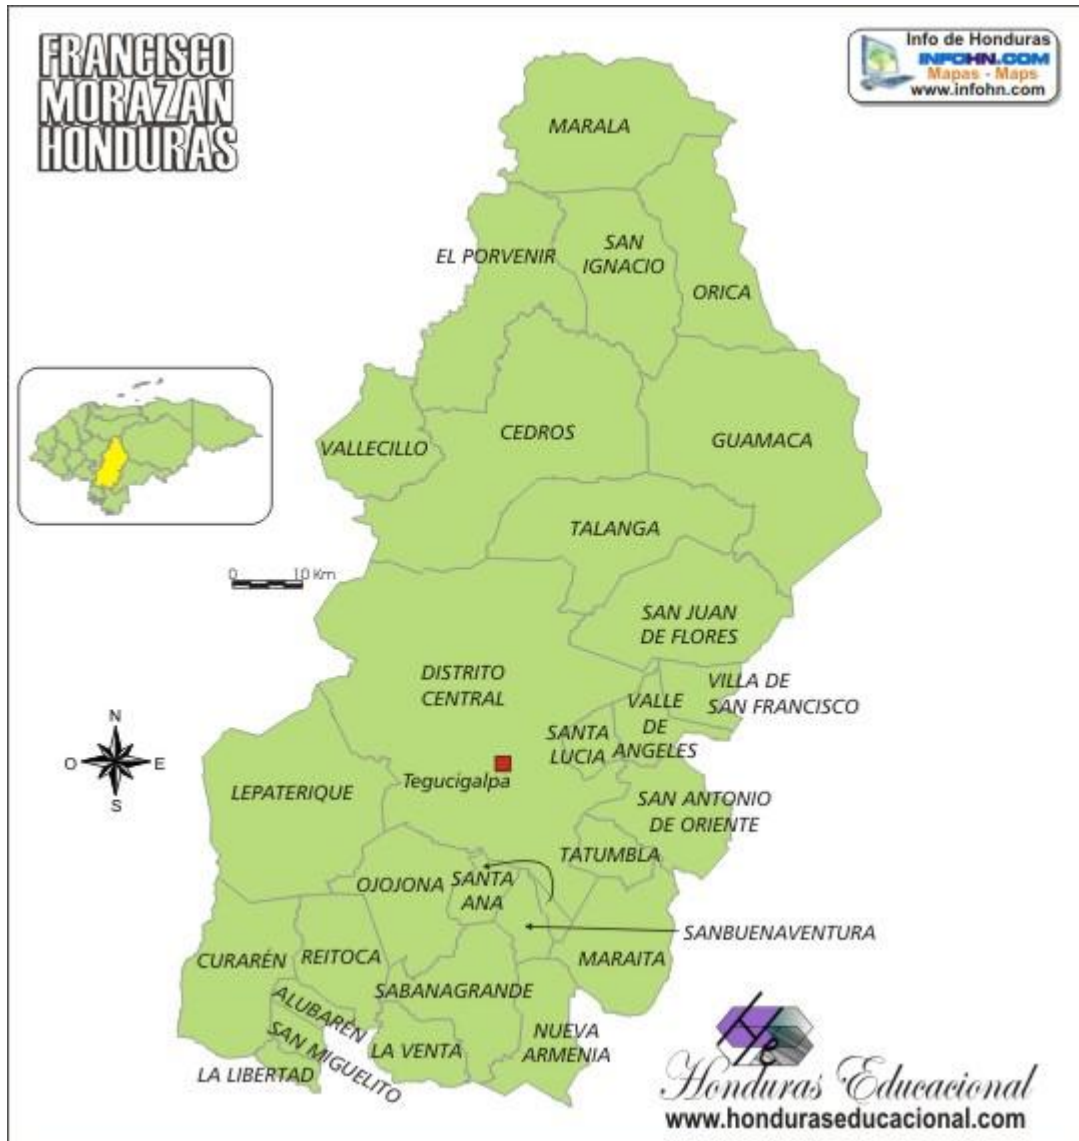 FRANCISCO
MORAZAN
HONDURAS
Info de Honduras
INFOHN.COM
Mapas - Maps
www.infohn.com
MARALA
EL PORVENIR
SAN
IGNACIO
ORICA
VALLECILLO
CEDROS
GUAMACA
TALANGA
0 10 Km
SAN JUAN
DE FLORES
DISTRITO
CENTRAL
VILLA DE
SAN FRANCISCO
VALLE
DE
ANGELES
SANTA
LUCIA
N
O E
S
Tegucigalpa
LEPATERIQUE
SAN ANTONIO
DE ORIENTE
TATUMBLA
OJOJONA
SANTA
ANA
SANBUENAVENTURA
CURARÉN
REITOCA
MARAITA
SABANAGRANDE
ALUBARÉN
SAN MIGUELITO
LA VENTA
NUEVA
ARMENIA
LA LIBERTAD
Honduras Educacional
www.honduraseducacional.com